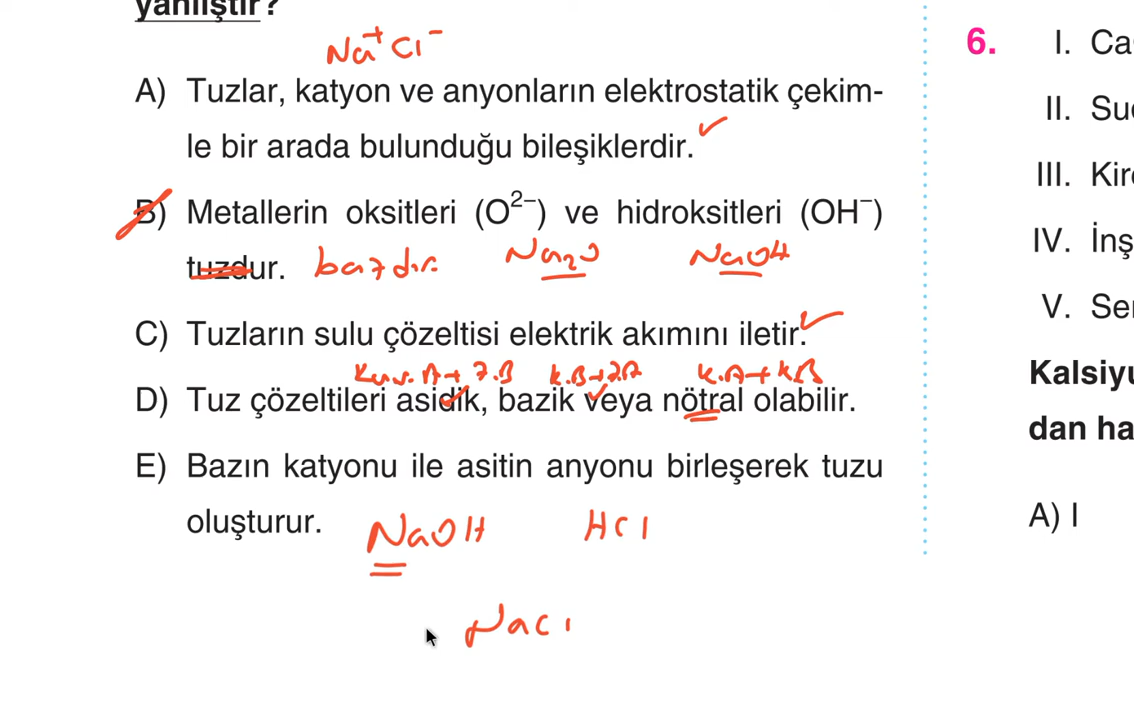 yanlıştır?
Na⁺ Cl⁻
A) Tuzlar, katyon ve anyonların elektrostatik çekim-
le bir arada bulunduğu bileşiklerdir.
B) Metallerin oksitleri (O²⁻) ve hidroksitleri (OH⁻)
tuzdur. bazdır. Na₂O NaOH
C) Tuzların sulu çözeltisi elektrik akımını iletir.
Kuv. A + Z.B K.B + Z.A K.A + K.B
D) Tuz çözeltileri asidik, bazik veya nötral olabilir.
E) Bazın katyonu ile asitin anyonu birleşerek tuzu
oluşturur. NaOH HCl
NaCl
6. I. Ca
II. Su
III. Kir
IV. İnş
V. Se
Kalsiyu
dan ha
A) I